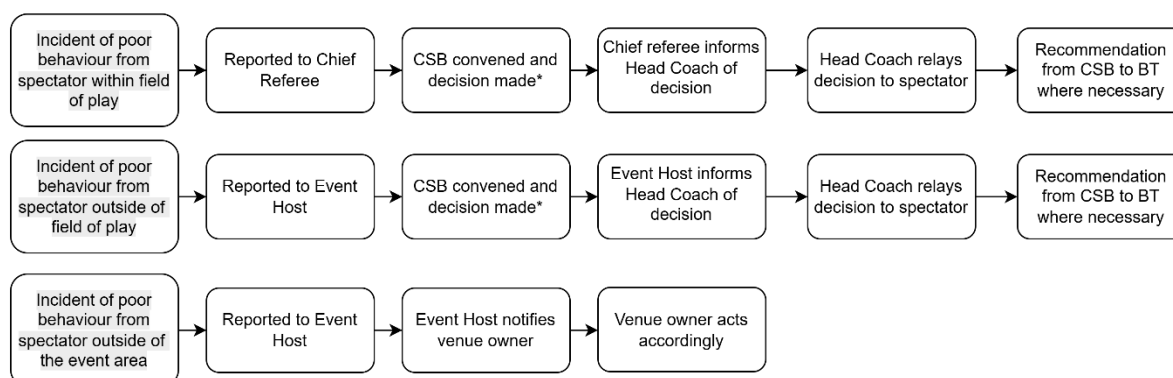 Incident of poor
behaviour from
spectator within field
of play
Reported to Chief
Referee
CSB convened and
decision made*
Chief referee informs
Head Coach of
decision
Head Coach relays
decision to spectator
Recommendation
from CSB to BT
where necessary
Incident of poor
behaviour from
spectator outside of
field of play
Reported to Event
Host
CSB convened and
decision made*
Event Host informs
Head Coach of
decision
Head Coach relays
decision to spectator
Recommendation
from CSB to BT
where necessary
Incident of poor
behaviour from
spectator outside of
the event area
Reported to Event
Host
Event Host notifies
venue owner
Venue owner acts
accordingly